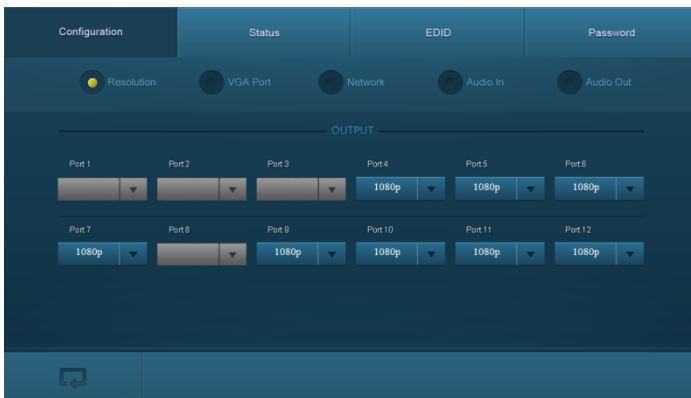 Configuration Status EDID Password
Resolution VGA Port Network Audio In Audio Out
OUTPUT
Port 1 Port 2 Port 3 Port 4 Port 5 Port 6
1080p 1080p 1080p
Port 7 Port 8 Port 9 Port 10 Port 11 Port 12
1080p 1080p 1080p 1080p 1080p